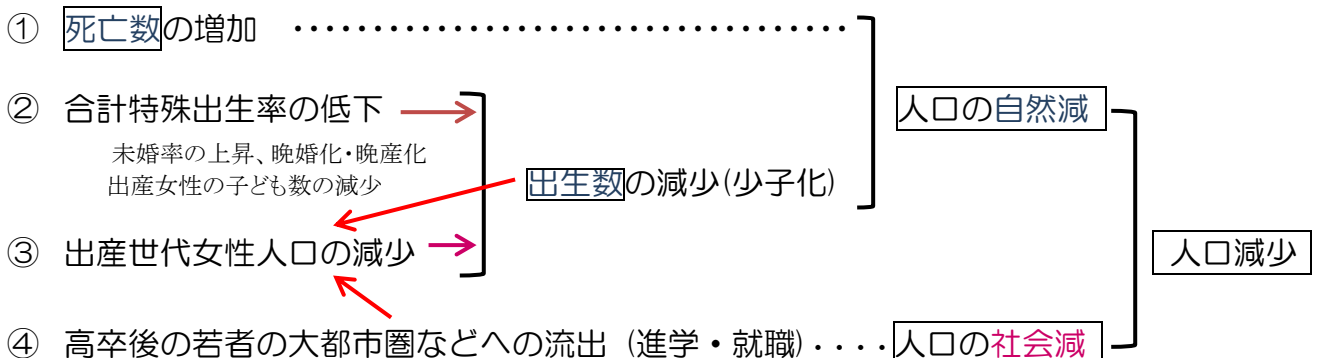 ① 死亡数の増加 ・・・・・・・・・・・・・・・・・・・・・・・・・・・・・・・・・・・
② 合計特殊出生率の低下
人口の自然減
未婚率の上昇、晩婚化・晩産化
出産女性の子ども数の減少
出生数の減少(少子化)
③ 出産世代女性人口の減少
人口減少
④ 高卒後の若者の大都市圏などへの流出 (進学・就職)・・・・人口の社会減